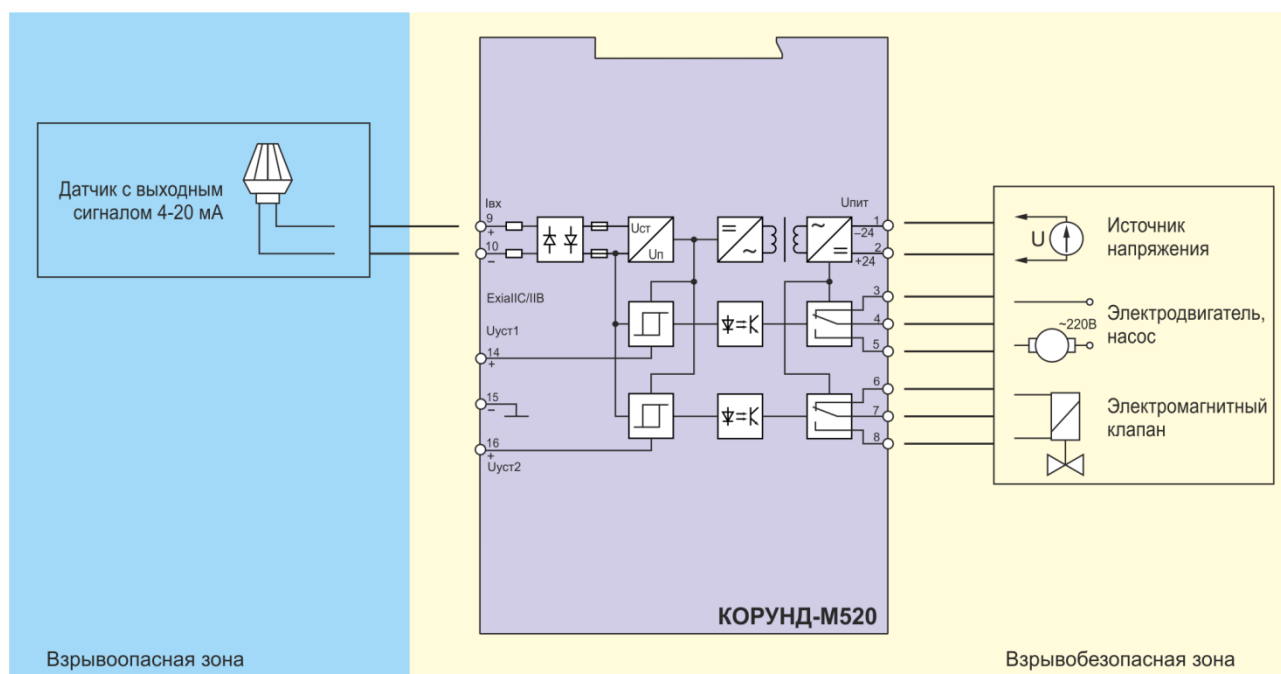 Датчик с выходным
сигналом 4-20 мА
Iвх
9
+
10
–
ExiaIIC/IIB
Uуст1
14
+
15
–
16
+
Uуст2
Uст
Uп
Uпит
1
–24
2
+24
3
4
5
6
7
8
U
Источник
напряжения
~220В
Электродвигатель,
насос
Электромагнитный
клапан
КОРУНД-М520
Взрывоопасная зона
Взрывобезопасная зона